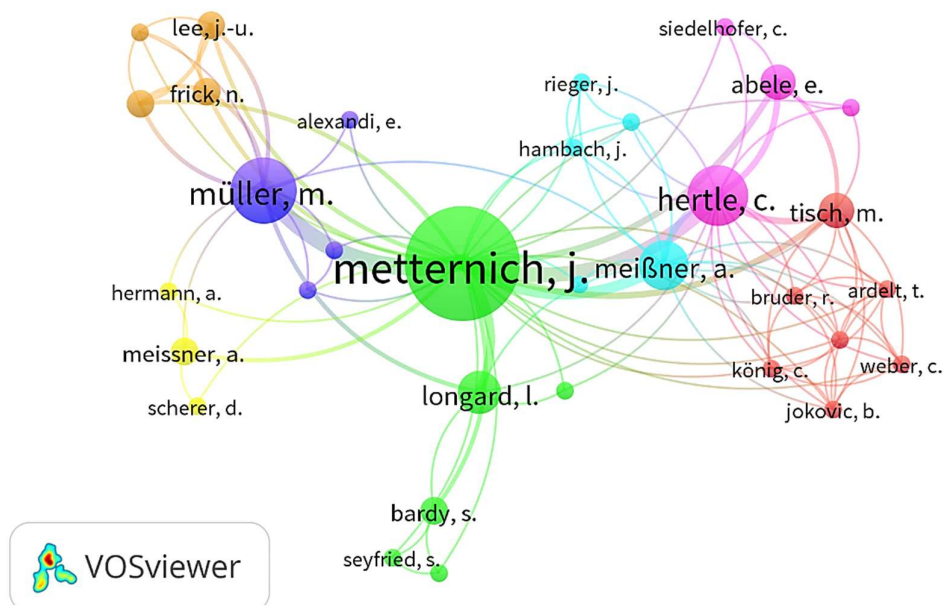 lee, j.-u.
siedelhofer, c.
rieger, j.
abele, e.
frick, n.
alexandi, e.
hambach, j.
müller, m.
hertle, c.
tisch, m.
metternich, j.
meißner, a.
hermann, a.
bruder, r.
ardelt, t.
meissner, a.
könig, c.
weber, c.
scherer, d.
longard, l.
jokovic, b.
bardy, s.
seyfried, s.
VOSviewer